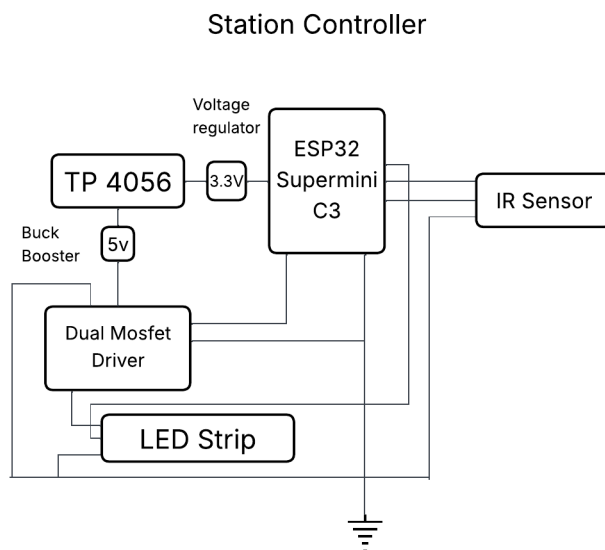 Station Controller
Voltage
regulator
ESP32
Supermini
C3
TP 4056
3.3V
IR Sensor
Buck
Booster
5v
Dual Mosfet
Driver
LED Strip